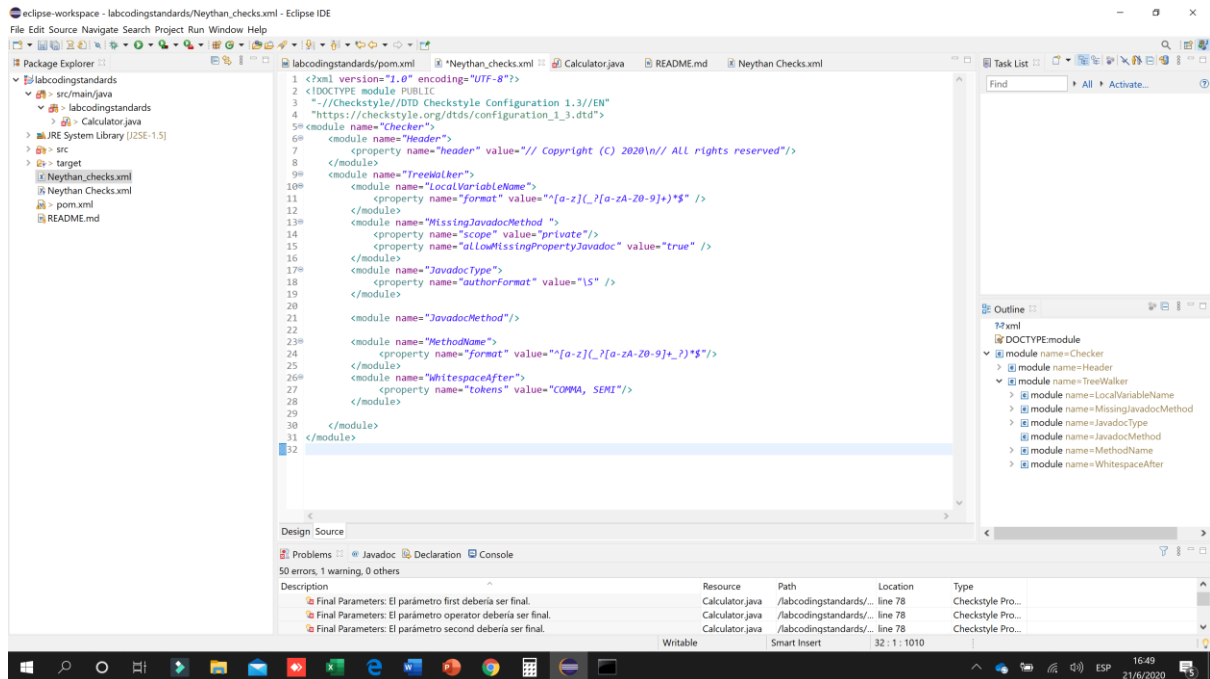 eclipse-workspace - labcodingstandards/Neythan_checks.xml - Eclipse IDE
File Edit Source Navigate Search Project Run Window Help
Package Explorer
labcodingstandards
> src/main/java
> labcodingstandards
> Calculator.java
JRE System Library [J2SE-1.5]
> src
> target
Neythan_checks.xml
Neythan Checks.xml
> pom.xml
README.md
labcodingstandards/pom.xml *Neythan_checks.xml Calculator.java README.md Neythan Checks.xml
1 <?xml version="1.0" encoding="UTF-8"?>
2 <!DOCTYPE module PUBLIC
3 "-//Checkstyle//DTD Checkstyle Configuration 1.3//EN"
4 "https://checkstyle.org/dtds/configuration_1_3.dtd">
5 <module name="Checker">
6 <module name="Header">
7 <property name="header" value="// Copyright (C) 2020\n// All rights reserved"/>
8 </module>
9 <module name="TreeWalker">
10 <module name="LocalVariableName">
11 <property name="format" value="^[a-z](_?[a-zA-Z0-9]+)*$" />
12 </module>
13 <module name="MissingJavadocMethod ">
14 <property name="scope" value="private"/>
15 <property name="allowMissingPropertyJavadoc" value="true" />
16 </module>
17 <module name="JavadocType">
18 <property name="authorFormat" value="\S" />
19 </module>
20
21 <module name="JavadocMethod"/>
22
23 <module name="MethodName">
24 <property name="format" value="^[a-z](_?[a-zA-Z0-9]+_?)*$"/>
25 </module>
26 <module name="WhitespaceAfter">
27 <property name="tokens" value="COMMA, SEMI"/>
28 </module>
29
30 </module>
31 </module>
32
Design Source
Task List
Find All Activate...
Outline
xml
DOCTYPE:module
module name=Checker
module name=Header
module name=TreeWalker
module name=LocalVariableName
module name=MissingJavadocMethod
module name=JavadocType
module name=JavadocMethod
module name=MethodName
module name=WhitespaceAfter
Problems @ Javadoc Declaration Console
50 errors, 1 warning, 0 others
Description Resource Path Location Type
Final Parameters: El parámetro first debería ser final. Calculator.java /labcodingstandards/... line 78 Checkstyle Pro...
Final Parameters: El parámetro operator debería ser final. Calculator.java /labcodingstandards/... line 78 Checkstyle Pro...
Final Parameters: El parámetro second debería ser final. Calculator.java /labcodingstandards/... line 78 Checkstyle Pro...
Writable Smart Insert 32 : 1 : 1010
ESP
16:49
21/6/2020